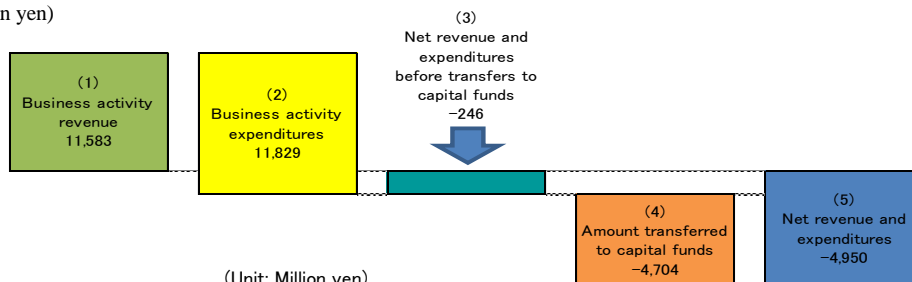 n yen)
(1)
Business activity
revenue
11,583
(2)
Business activity
expenditures
11,829
(3)
Net revenue and
expenditures
before transfers to
capital funds
−246
(4)
Amount transferred
to capital funds
−4,704
(5)
Net revenue and
expenditures
−4,950
(Unit: Million yen)